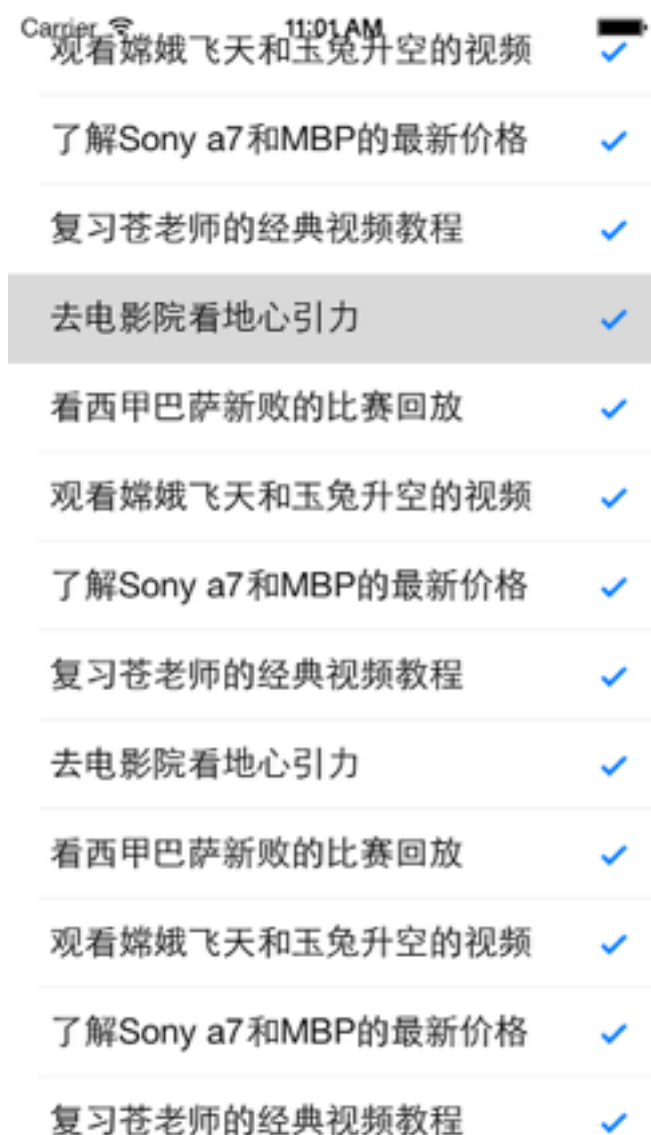 Carrier 11:01 AM
观看嫦娥飞天和玉兔升空的视频
了解Sony a7和MBP的最新价格
复习苍老师的经典视频教程
去电影院看地心引力
看西甲巴萨新败的比赛回放
观看嫦娥飞天和玉兔升空的视频
了解Sony a7和MBP的最新价格
复习苍老师的经典视频教程
去电影院看地心引力
看西甲巴萨新败的比赛回放
观看嫦娥飞天和玉兔升空的视频
了解Sony a7和MBP的最新价格
复习苍老师的经典视频教程